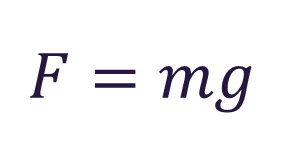 F = mg